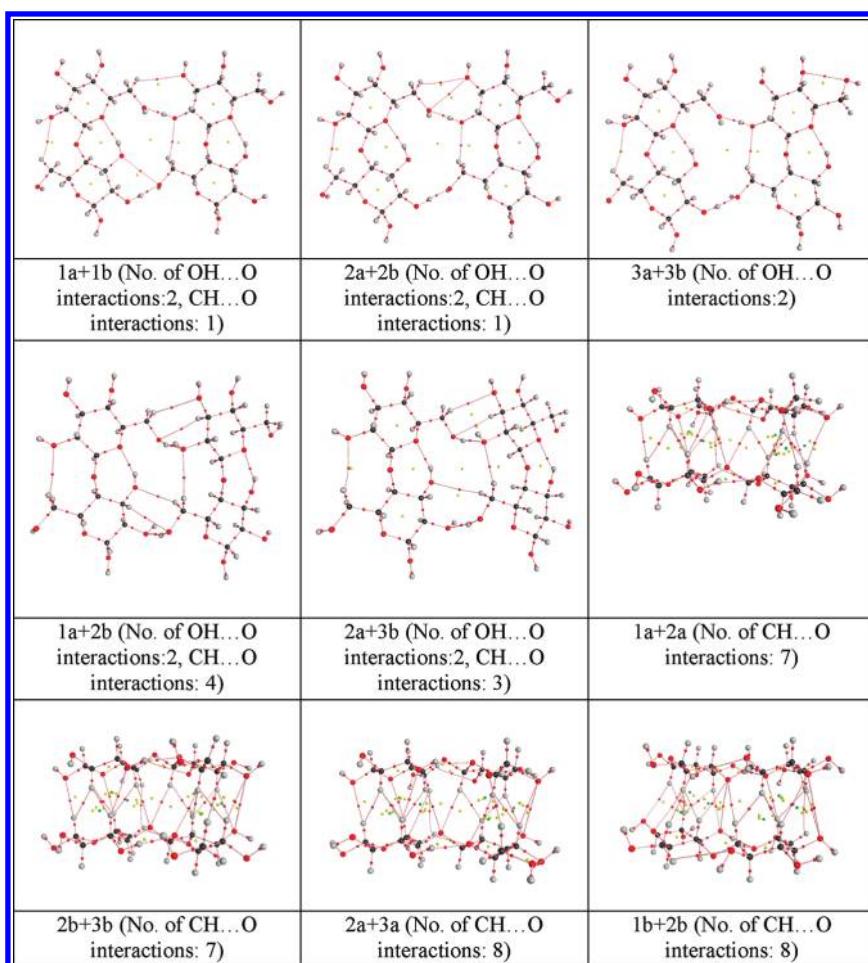 1a+1b (No. of OH…O
interactions:2, CH…O
interactions: 1)
2a+2b (No. of OH…O
interactions:2, CH…O
interactions: 1)
3a+3b (No. of OH…O
interactions:2)
1a+2b (No. of OH…O
interactions:2, CH…O
interactions: 4)
2a+3b (No. of OH…O
interactions:2, CH…O
interactions: 3)
1a+2a (No. of CH…O
interactions: 7)
2b+3b (No. of CH…O
interactions: 7)
2a+3a (No. of CH…O
interactions: 8)
1b+2b (No. of CH…O
interactions: 8)